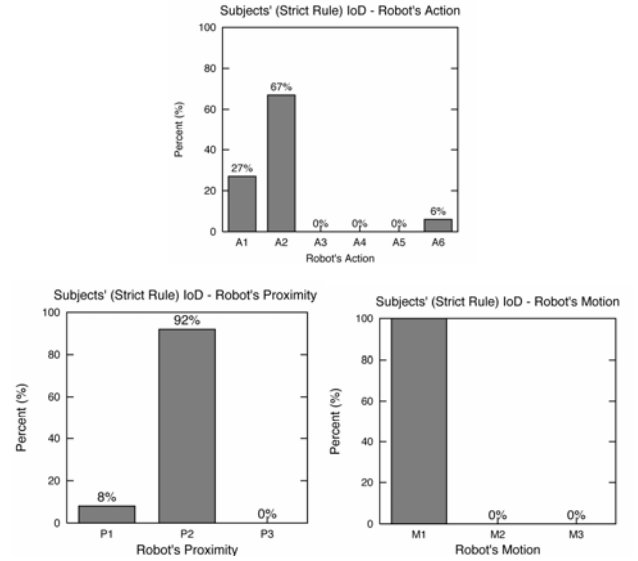 Subjects' (Strict Rule) IoD - Robot's Action
100
80
60
40
20
0
Percent (%)
27%
67%
0%
0%
0%
6%
A1 A2 A3 A4 A5 A6
Robot's Action
Subjects' (Strict Rule) IoD - Robot's Proximity
100
80
60
40
20
0
Percent (%)
8%
92%
0%
P1 P2 P3
Robot's Proximity
Subjects' (Strict Rule) IoD - Robot's Motion
100
80
60
40
20
0
Percent (%)
0%
0%
M1 M2 M3
Robot's Motion